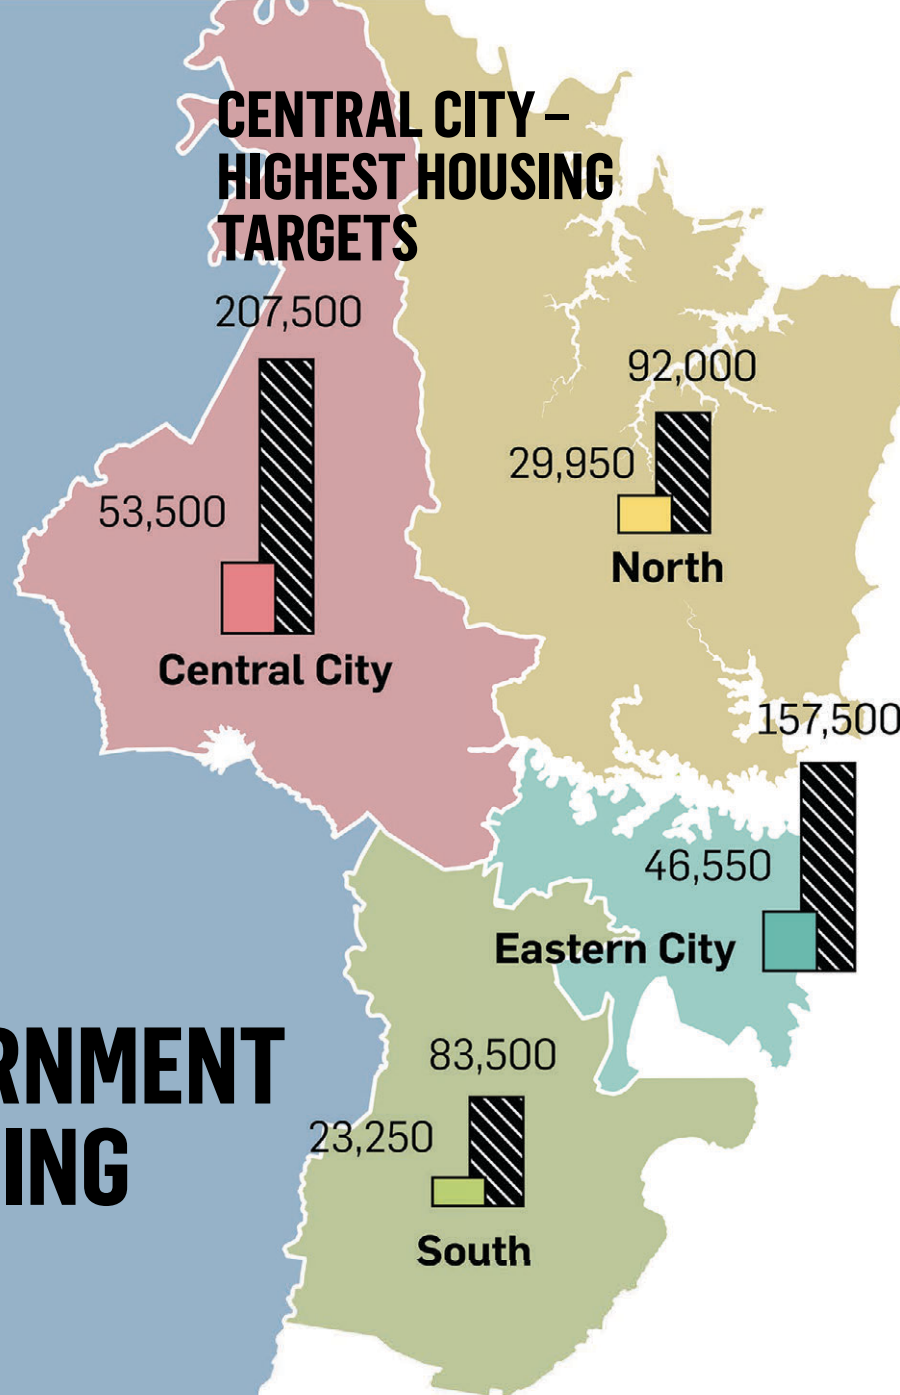 CENTRAL CITY –
HIGHEST HOUSING
TARGETS
207,500
53,500
Central City
92,000
29,950
North
157,500
46,550
Eastern City
RNMENT
ING
83,500
23,250
South